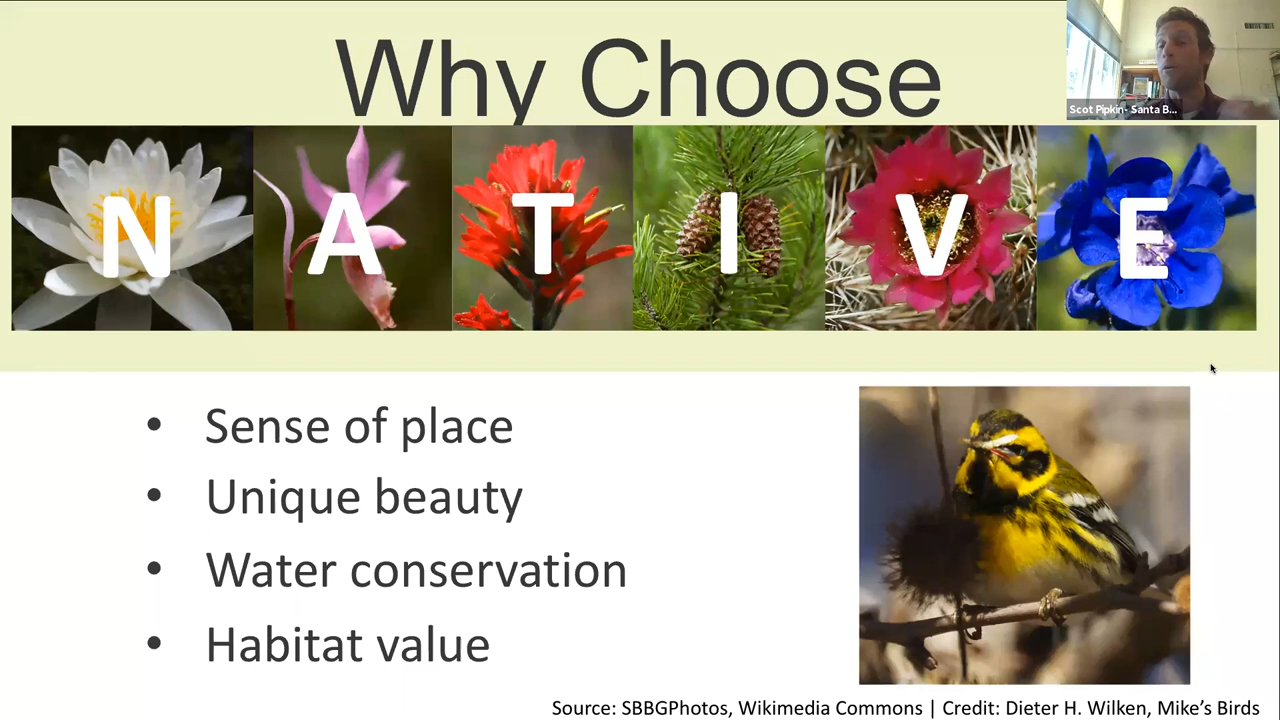 Why Choose
Scot Pipkin- Santa B...
NATIVE
• Sense of place
• Unique beauty
• Water conservation
• Habitat value
Source: SBBGPhotos, Wikimedia Commons | Credit: Dieter H. Wilken, Mike’s Birds